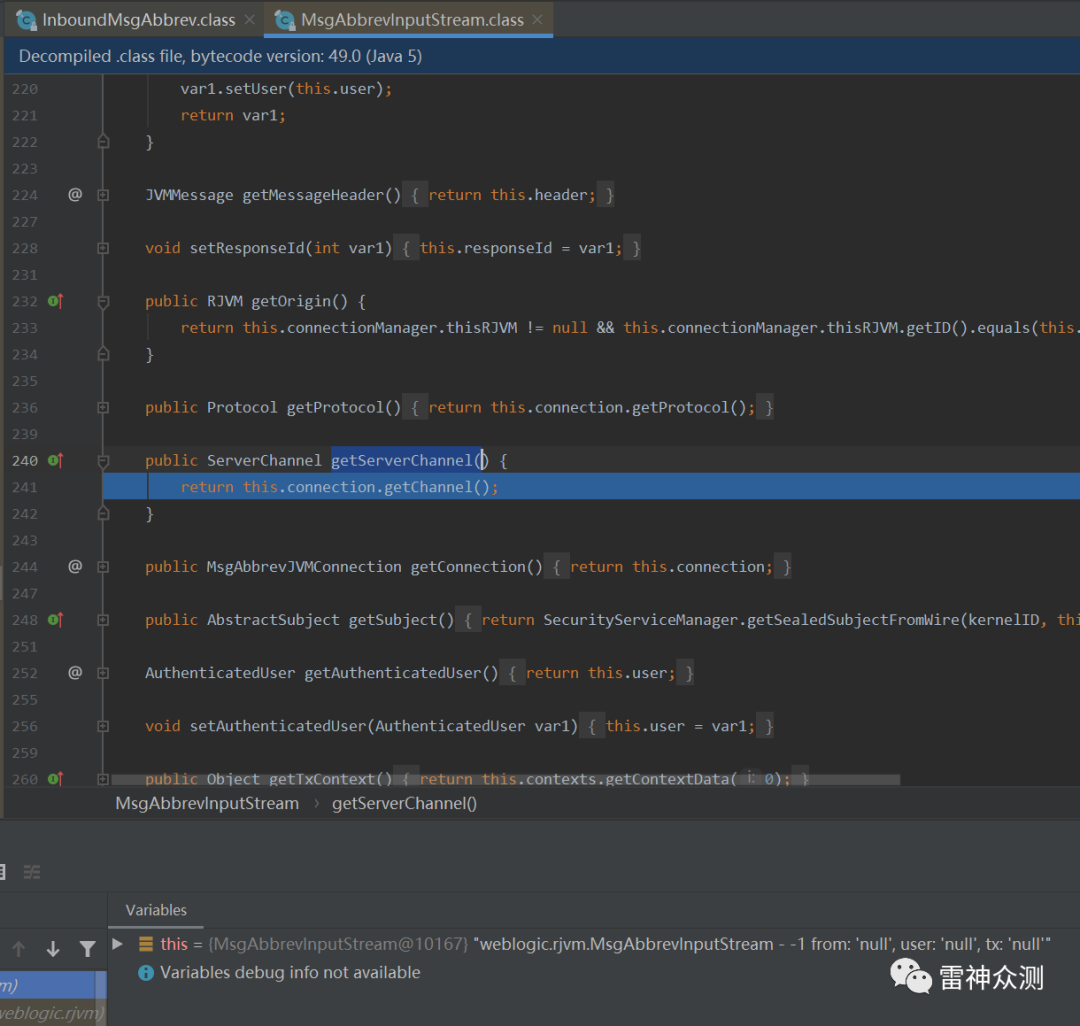 InboundMsgAbbrev.class × MsgAbbrevInputStream.class ×
Decompiled .class file, bytecode version: 49.0 (Java 5)
220 var1.setUser(this.user);
221 return var1;
222 }
223
224 @ JVMMessage getMessageHeader() { return this.header; }
227
228 void setResponseId(int var1) { this.responseId = var1; }
231
232 public RJVM getOrigin() {
233 return this.connectionManager.thisRJVM != null && this.connectionManager.thisRJVM.getID().equals(this.
234 }
235
236 public Protocol getProtocol() { return this.connection.getProtocol(); }
239
240 public ServerChannel getServerChannel() {
241 return this.connection.getChannel();
242 }
243
244 @ public MsgAbbrevJVMConnection getConnection() { return this.connection; }
247
248 public AbstractSubject getSubject() { return SecurityServiceManager.getSealedSubjectFromWire(kernelID, thi
251
252 @ AuthenticatedUser getAuthenticatedUser() { return this.user; }
255
256 void setAuthenticatedUser(AuthenticatedUser var1) { this.user = var1; }
259
260 public Object getTxContext() { return this.contexts.getContextData( i: 0); }
MsgAbbrevInputStream › getServerChannel()
Variables
this = {MsgAbbrevInputStream@10167} "weblogic.rjvm.MsgAbbrevInputStream - -1 from: 'null', user: 'null', tx: 'null'"
Variables debug info not available
m)
weblogic.rjvm)
雷神众测